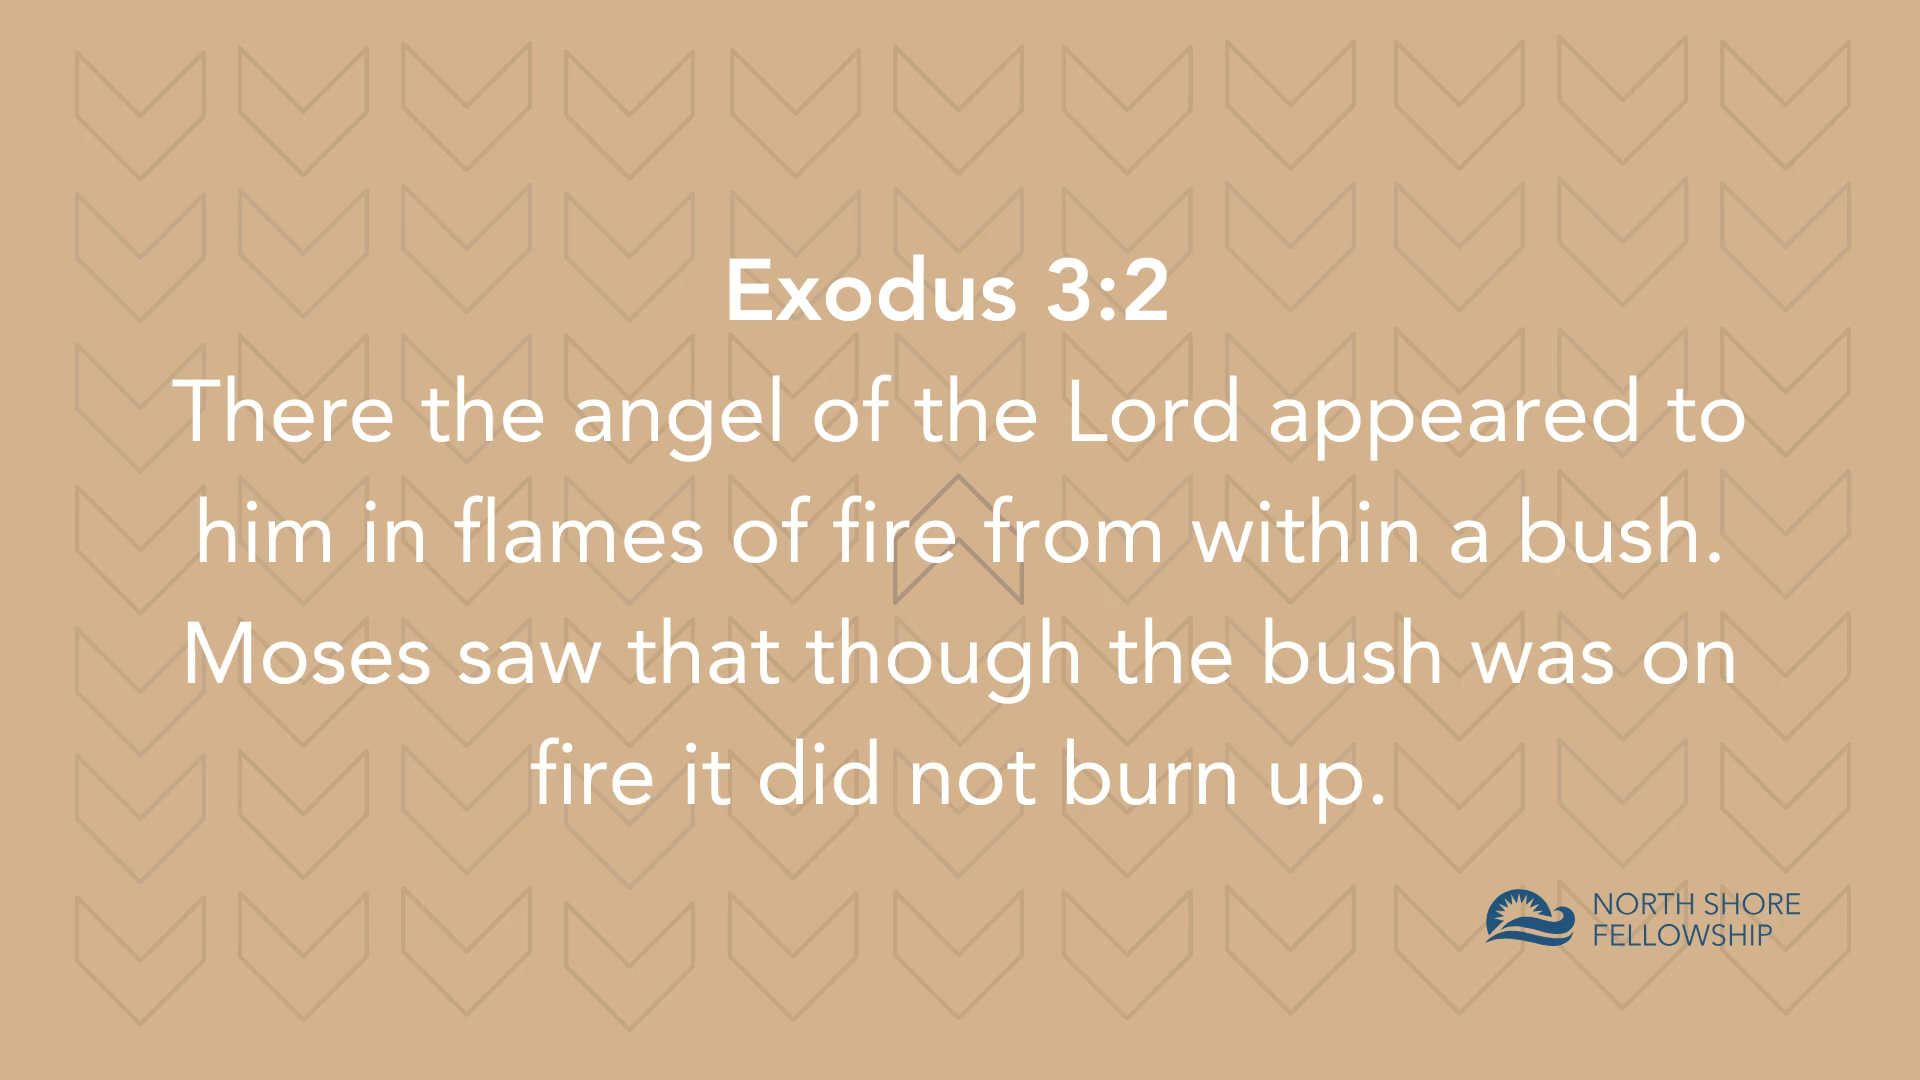 Exodus 3:2
There the angel of the Lord appeared to
him in flames of fire from within a bush.
Moses saw that though the bush was on
fire it did not burn up.
NORTH SHORE
FELLOWSHIP